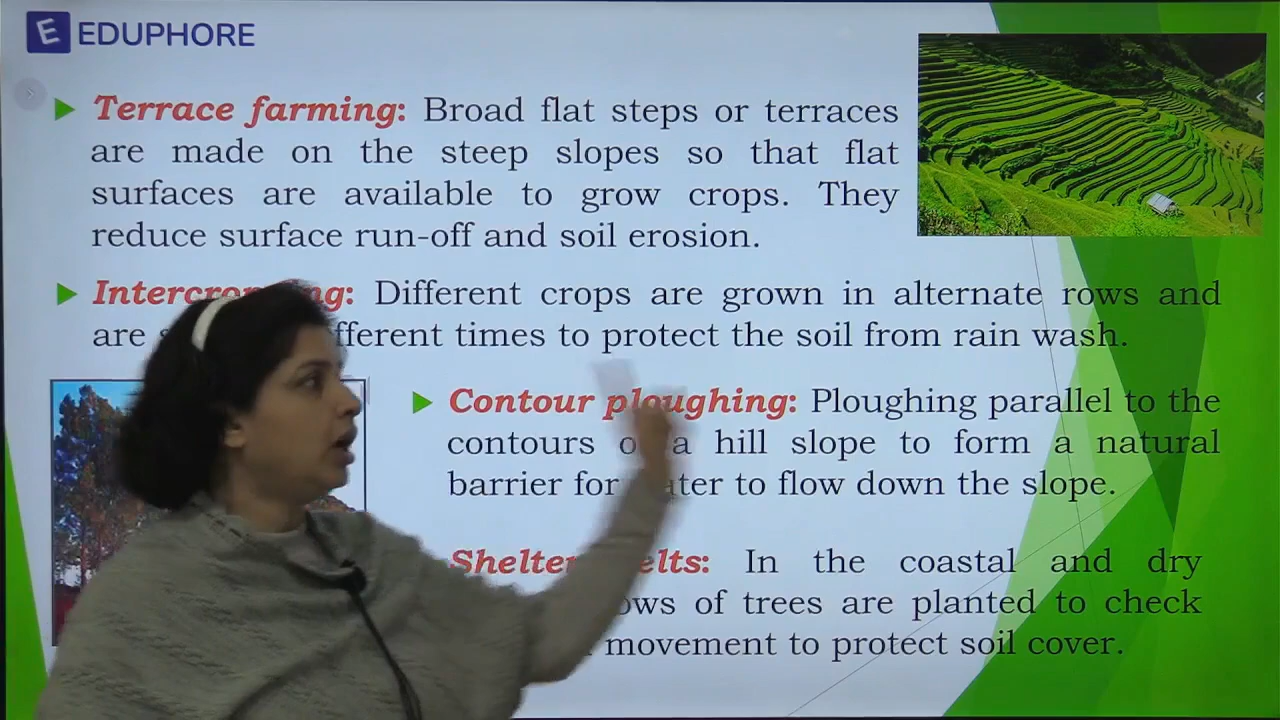 E EDUPHORE
Terrace farming: Broad flat steps or terraces
are made on the steep slopes so that flat
surfaces are available to grow crops. They
reduce surface run-off and soil erosion.
Different crops are grown in alternate rows and
are times to protect the soil from rain wash.
Contour ploughing: Ploughing parallel to the
contours a hill slope to form a natural
barrier for to flow down the slope.
In the coastal and dry
of trees are planted to check
movement to protect soil cover.